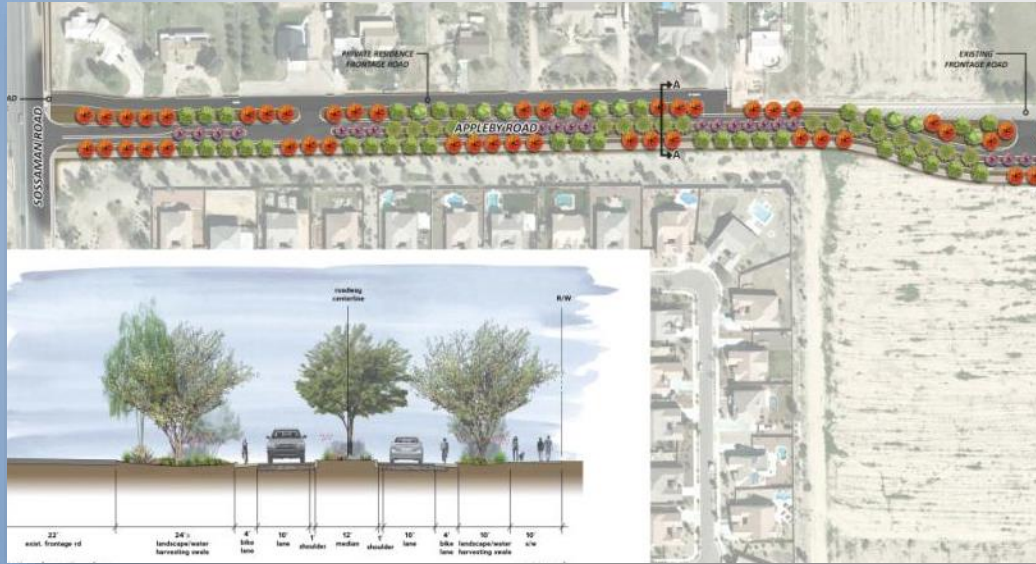 PRIVATE RESIDENCE
FRONTAGE ROAD
EXISTING
FRONTAGE ROAD
A
APPLEBY ROAD
A
SOSSAMAN ROAD
roadway
centerline
R/W
22'
exist. frontage rd
24'±
landscape/water
harvesting swale
4'
bike
lane
16'
lane
1'
shoulder
12'
median
1'
shoulder
16'
lane
4'
bike
lane
10'
landscape/water
harvesting swale
10'
s/w